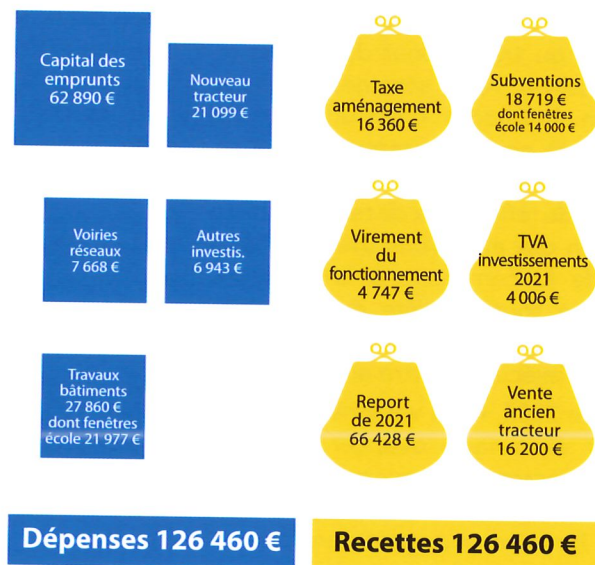 Capital des
emprunts
62 890 €
Nouveau
tracteur
21 099 €
Voiries
réseaux
7 668 €
Autres
investis.
6 943 €
Travaux
bâtiments
27 860 €
dont fenêtres
école 21 977 €
Dépenses 126 460 €
Taxe
aménagement
16 360 €
Subventions
18 719 €
dont fenêtres
école 14 000 €
Virement
du
fonctionnement
4 747 €
TVA
investissements
2021
4 006 €
Report
de 2021
66 428 €
Vente
ancien
tracteur
16 200 €
Recettes 126 460 €